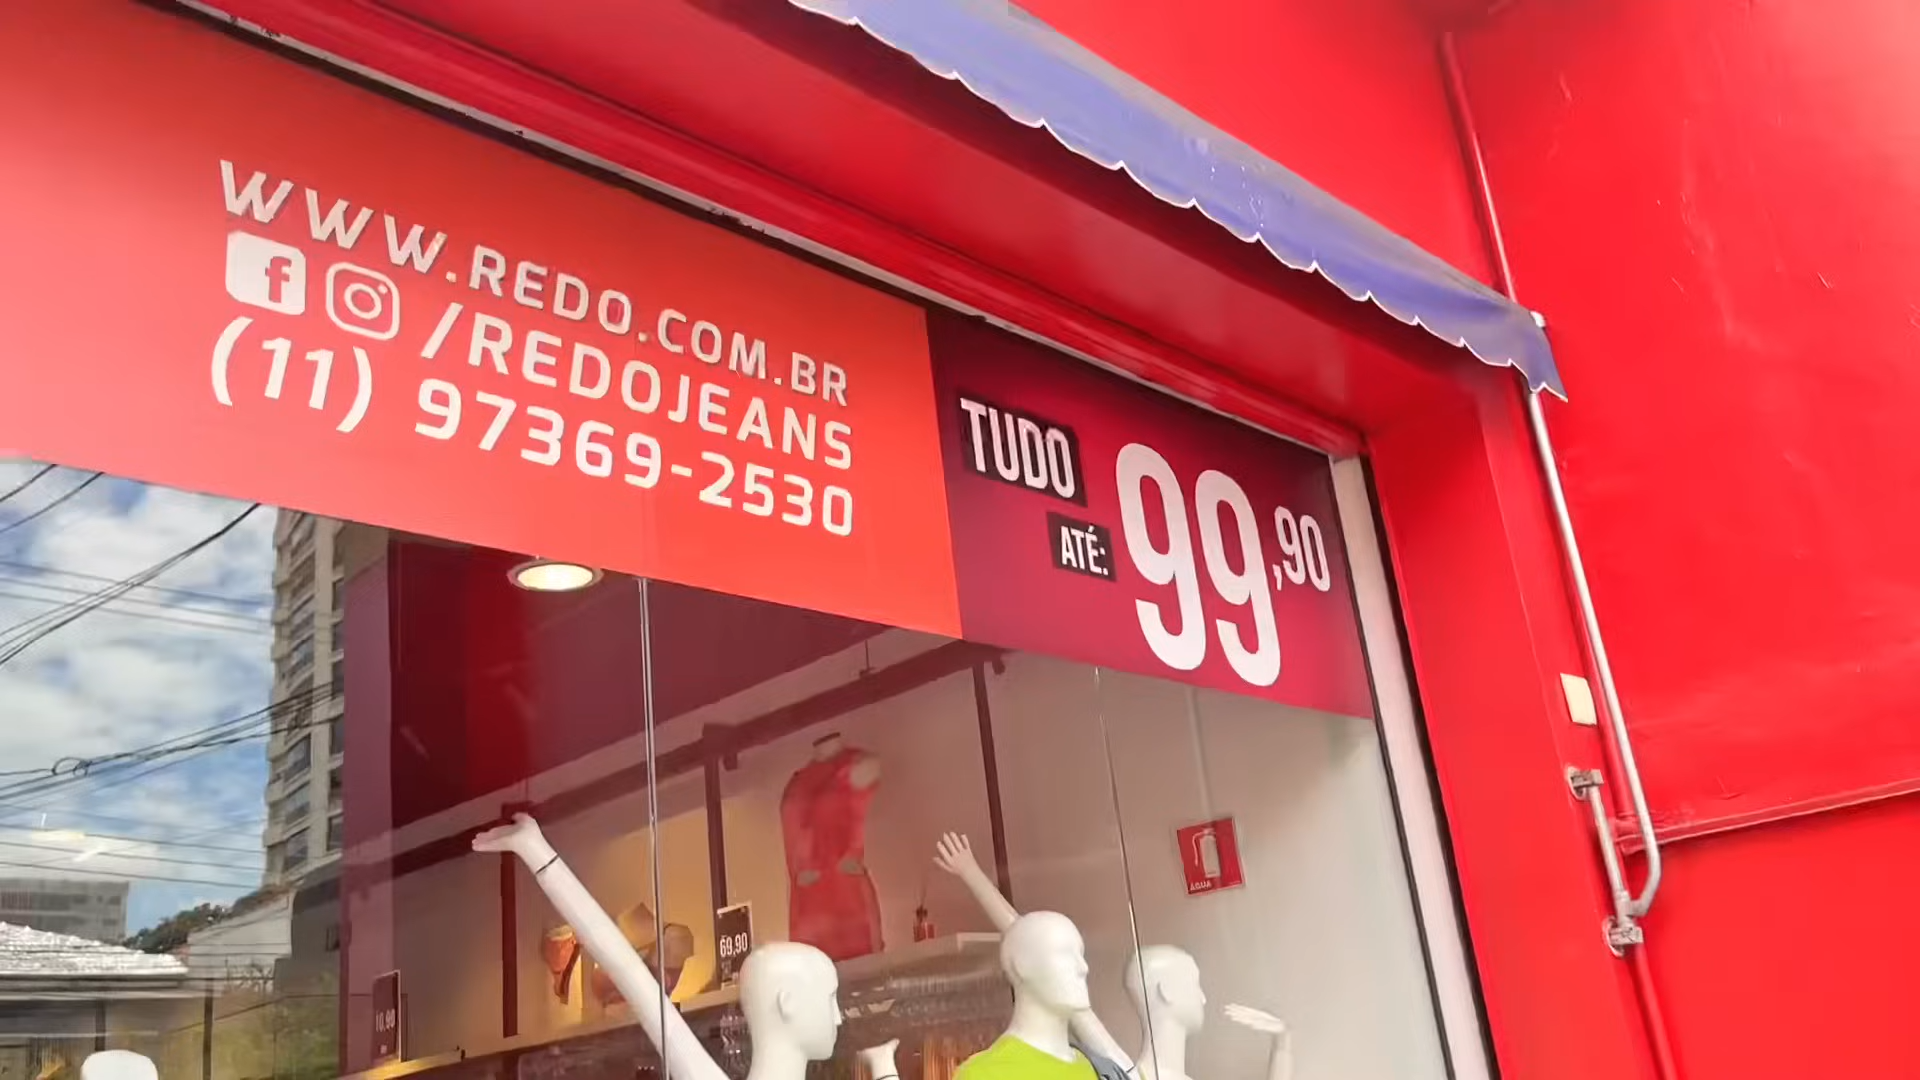 WWW.REDO.COM.BR
/REDOJEANS
(11) 97369-2530
TUDO
ATÉ:
99,90
69,90
ÁGUA